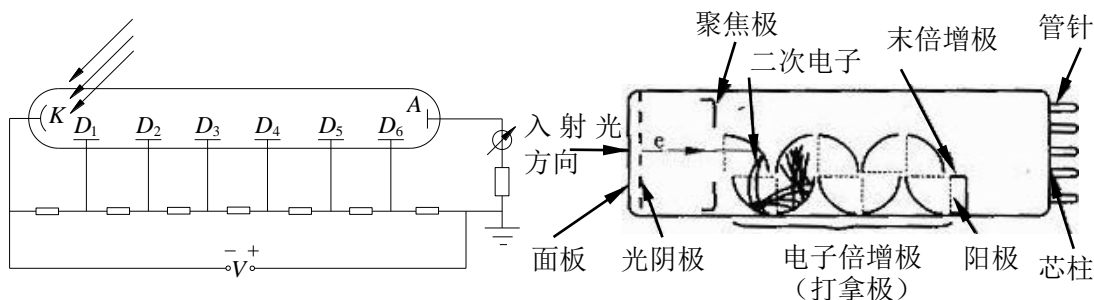 K
A
D1
D2
D3
D4
D5
D6
- +
V
聚焦极
二次电子
末倍增极
管针
入射光
方向
e
面板
光阴极
电子倍增极
（打拿极）
阳极
芯柱